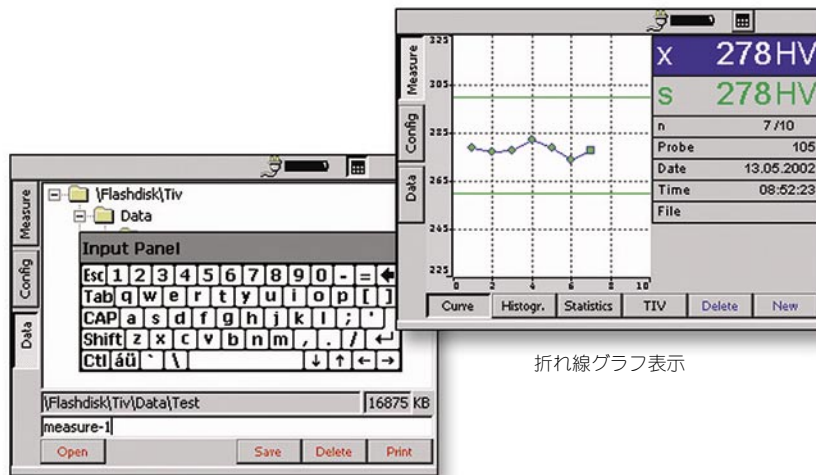 Measure
Config
Data
325
305
285
265
245
225
0 2 4 6 8 10
x 278HV
s 278HV
n 7/10
Probe 105
Date 13.05.2002
Time 08:52:23
File
Curve Histogr. Statistics TIV Delete New
折れ線グラフ表示
Measure
Config
Data
\Flashdisk\Tiv
Data
Input Panel
Esc 1 2 3 4 5 6 7 8 9 0 - =
Tab q w e r t y u i o p [ ]
CAP a s d f g h j k l ; '
Shift z x c v b n m , . /
Ctl áü ` \
\Flashdisk\Tiv\Data\Test 16875 KB
measure-1
Open Save Delete Print